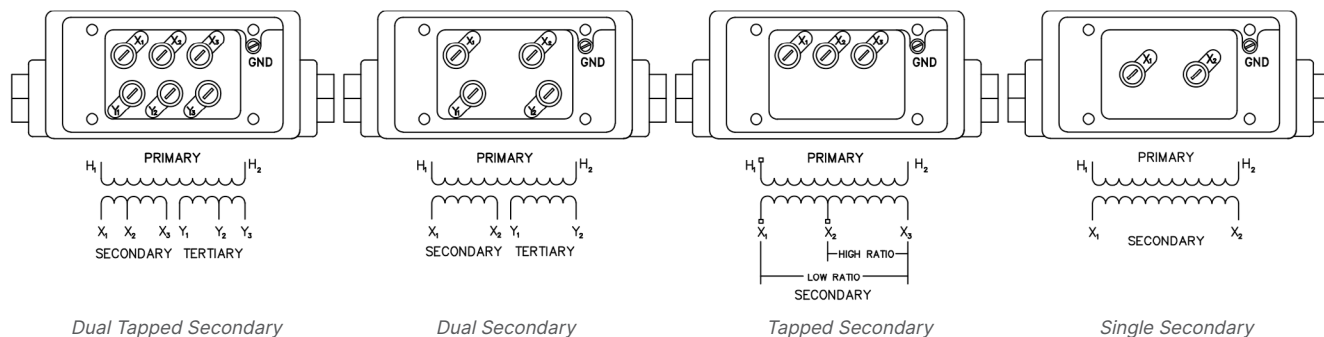 X₁ X₂ X₃
GND
Y₁ Y₂ Y₃
PRIMARY
H₁ H₂
X₁ X₂ X₃ Y₁ Y₂ Y₃
SECONDARY TERTIARY
Dual Tapped Secondary
X₁ X₂
GND
Y₁ Y₂
PRIMARY
H₁ H₂
X₁ X₂ Y₁ Y₂
SECONDARY TERTIARY
Dual Secondary
X₁ X₂ X₃
GND
PRIMARY
H₁ H₂
X₁ X₂ X₃
HIGH RATIO
LOW RATIO
SECONDARY
Tapped Secondary
X₁ X₂
GND
PRIMARY
H₁ H₂
X₁ X₂
SECONDARY
Single Secondary